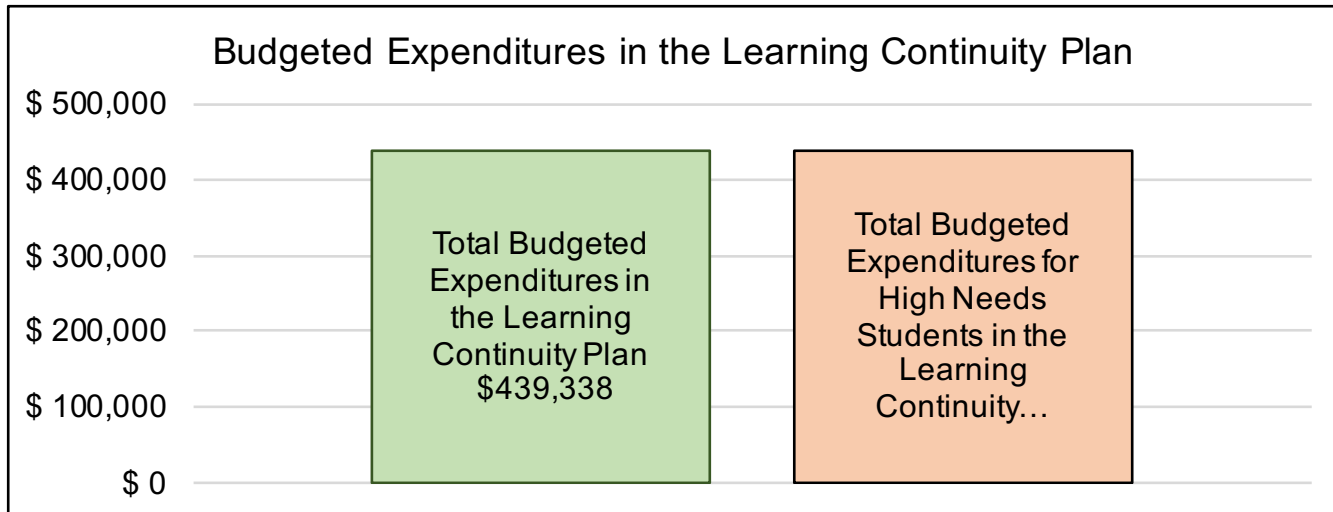 Budgeted Expenditures in the Learning Continuity Plan
$ 500,000
$ 400,000
$ 300,000
$ 200,000
$ 100,000
$ 0
Total Budgeted
Expenditures in
the Learning
Continuity Plan
$439,338
Total Budgeted
Expenditures for
High Needs
Students in the
Learning
Continuity…